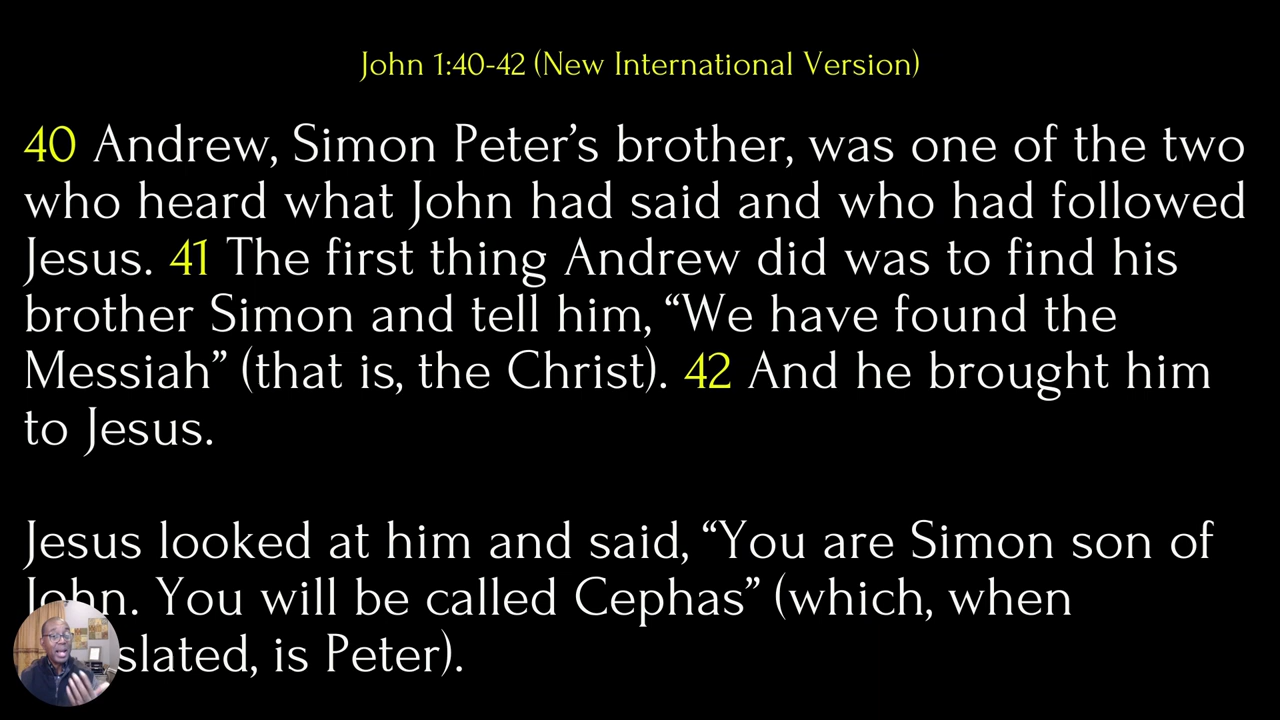 John 1:40-42 (New International Version)
40 Andrew, Simon Peter’s brother, was one of the two
who heard what John had said and who had followed
Jesus. 41 The first thing Andrew did was to find his
brother Simon and tell him, “We have found the
Messiah” (that is, the Christ). 42 And he brought him
to Jesus.
Jesus looked at him and said, “You are Simon son of
John. You will be called Cephas” (which, when
slated, is Peter).